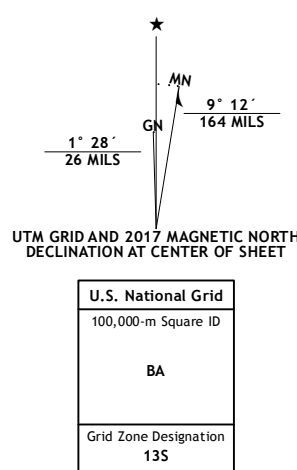 MN
9° 12´
164 MILS
GN
1° 28´
26 MILS
UTM GRID AND 2017 MAGNETIC NORTH
DECLINATION AT CENTER OF SHEET
U.S. National Grid
100,000-m Square ID
BA
Grid Zone Designation
13S